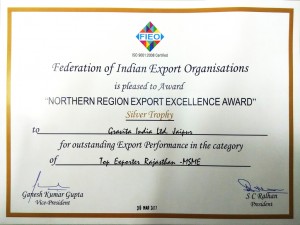 FIEO
ISO 9001:2008 Certified
Federation of Indian Export Organisations
is pleased to Award
"NORTHERN REGION EXPORT EXCELLENCE AWARD"
Silver Trophy
to Gravita India Ltd. Jaipur
for outstanding Export Performance in the category
of Top Exporter Rajasthan -MSME
Ganesh Kumar Gupta
Vice-President
S C Ralhan
President